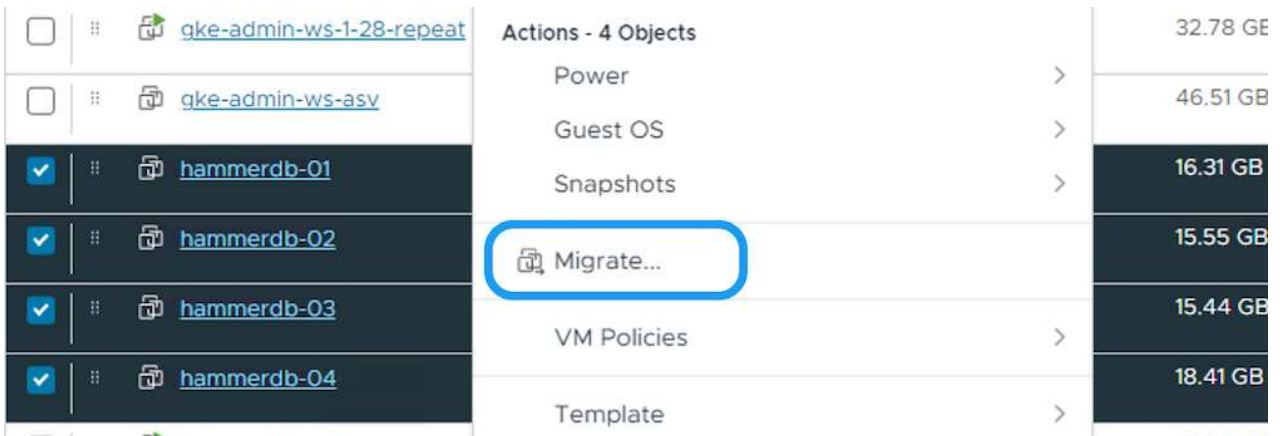 gke-admin-ws-1-28-repeat
Actions - 4 Objects
32.78 GB
Power
gke-admin-ws-asv
46.51 GB
Guest OS
hammerdb-01
16.31 GB
Snapshots
hammerdb-02
15.55 GB
Migrate...
hammerdb-03
15.44 GB
VM Policies
hammerdb-04
18.41 GB
Template